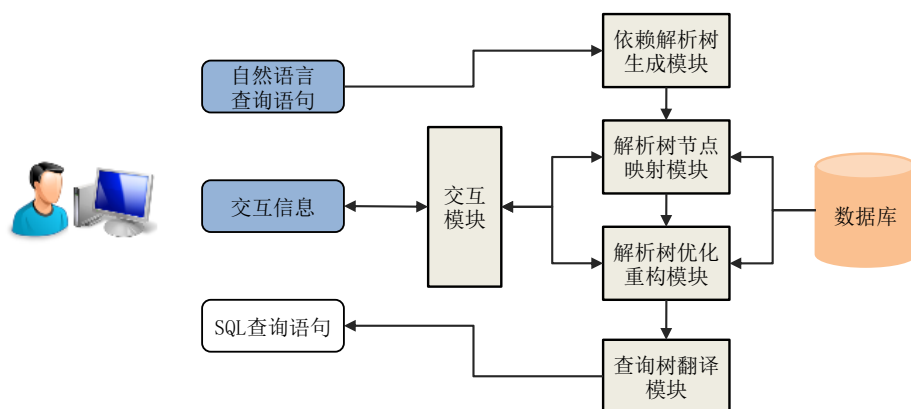 依赖解析树
生成模块
自然语言
查询语句
解析树节点
映射模块
交互信息
交互
模块
数据库
解析树优化
重构模块
SQL查询语句
查询树翻译
模块